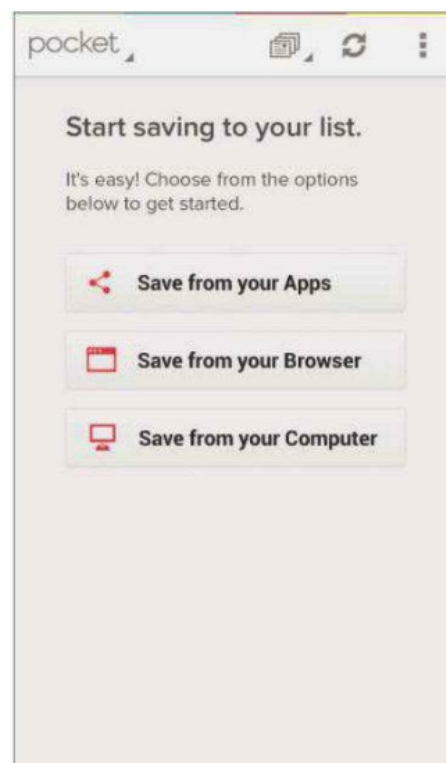 pocket
Start saving to your list.
It's easy! Choose from the options
below to get started.
Save from your Apps
Save from your Browser
Save from your Computer